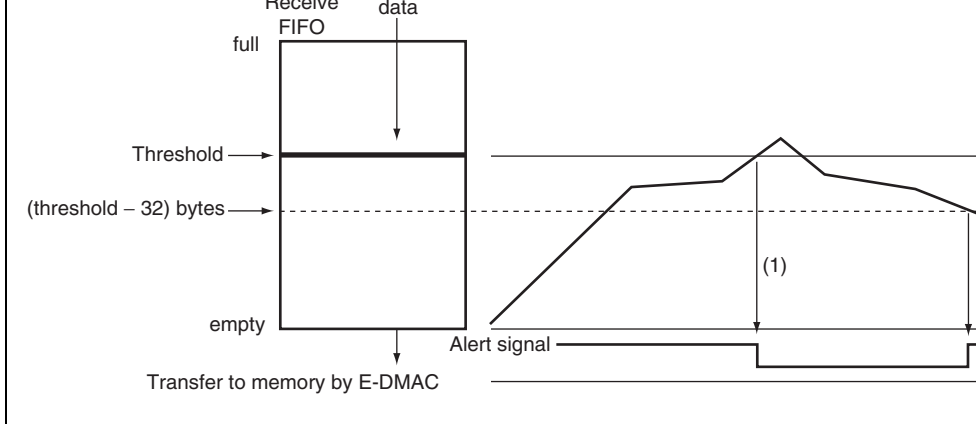 Receive
FIFO
data
full
Threshold
(threshold – 32) bytes
(1)
empty
Alert signal
Transfer to memory by E-DMAC